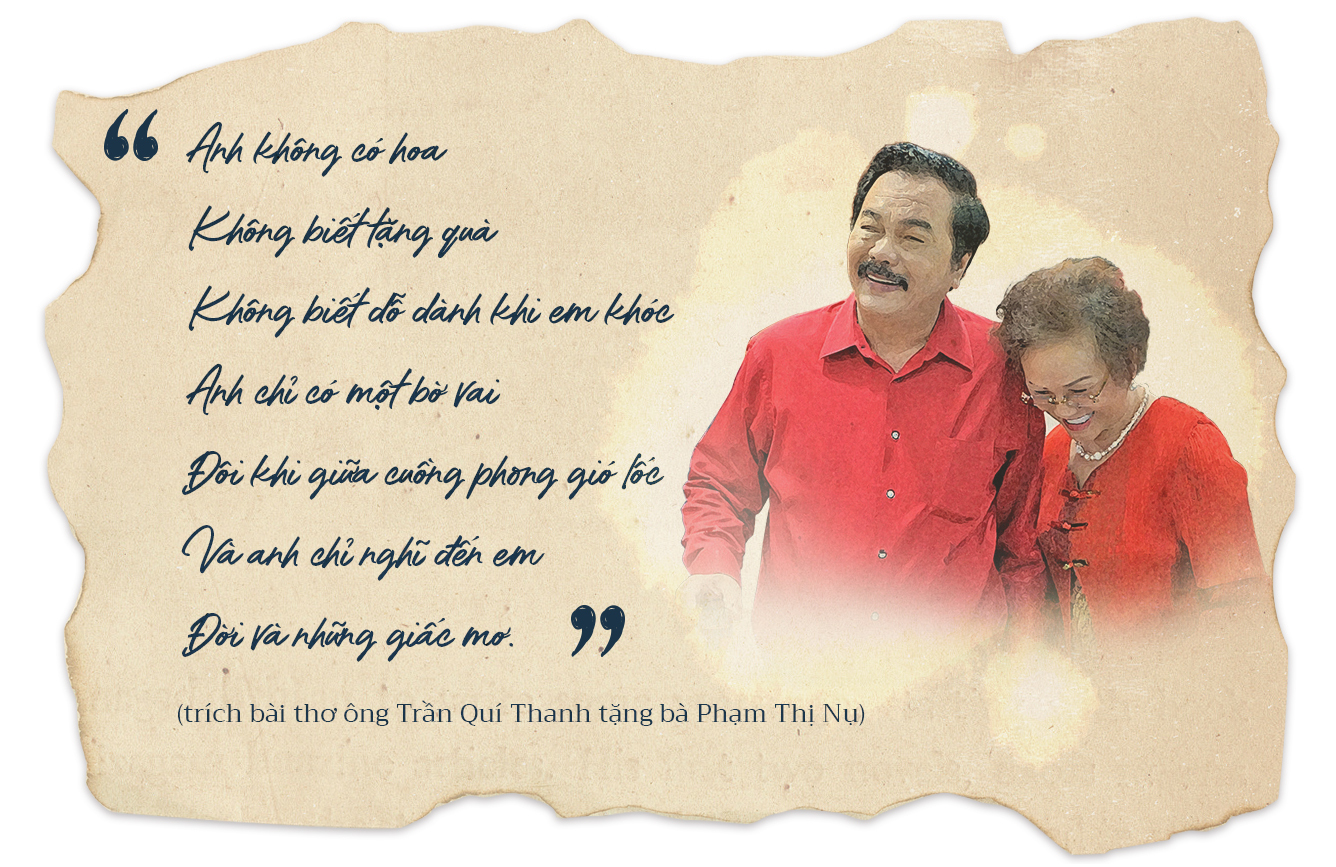 “ Anh không có hoa
Không biết tặng quà
Không biết dỗ dành khi em khóc
Anh chỉ có một bờ vai
Đôi khi giữa cuồng phong gió lốc
Và anh chỉ nghĩ đến em
Đời và những giấc mơ. ”
(trích bài thơ ông Trần Quí Thanh tặng bà Phạm Thị Nụ)